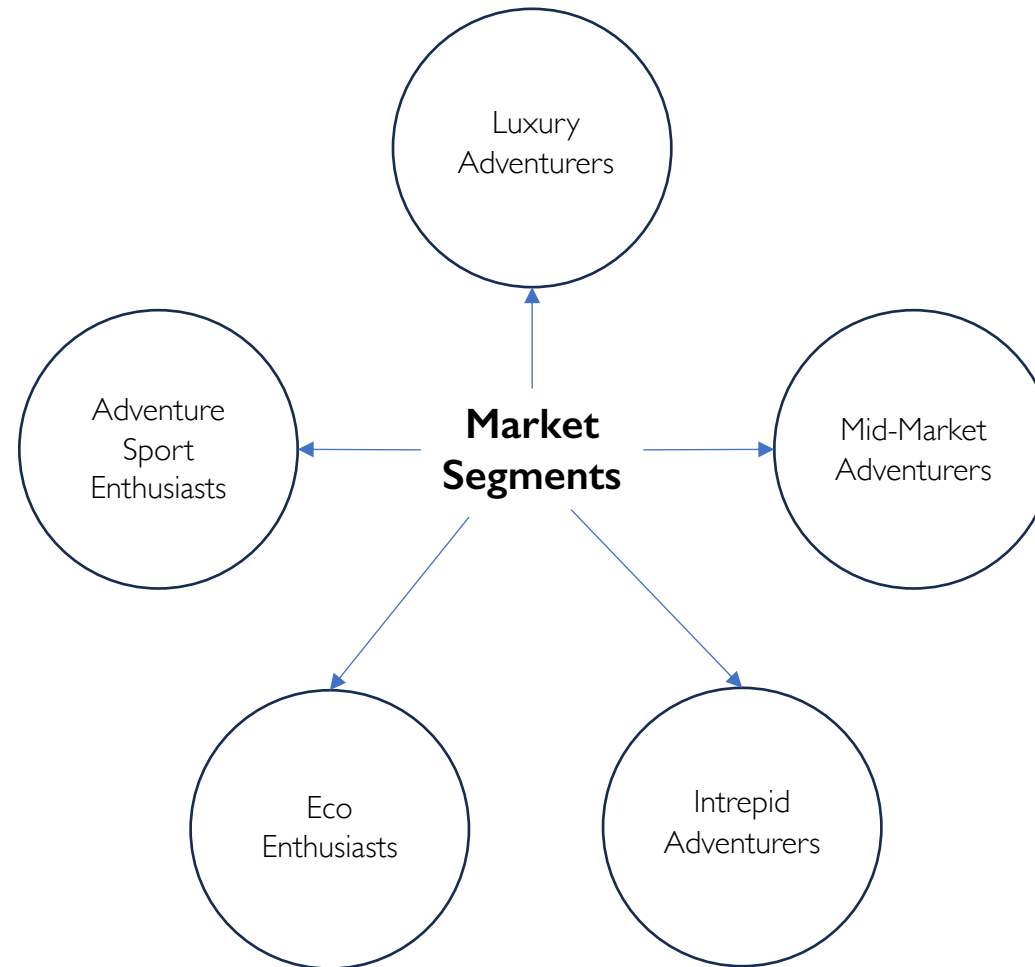 Luxury
Adventurers
Adventure
Sport
Enthusiasts
Market
Segments
Mid-Market
Adventurers
Eco
Enthusiasts
Intrepid
Adventurers